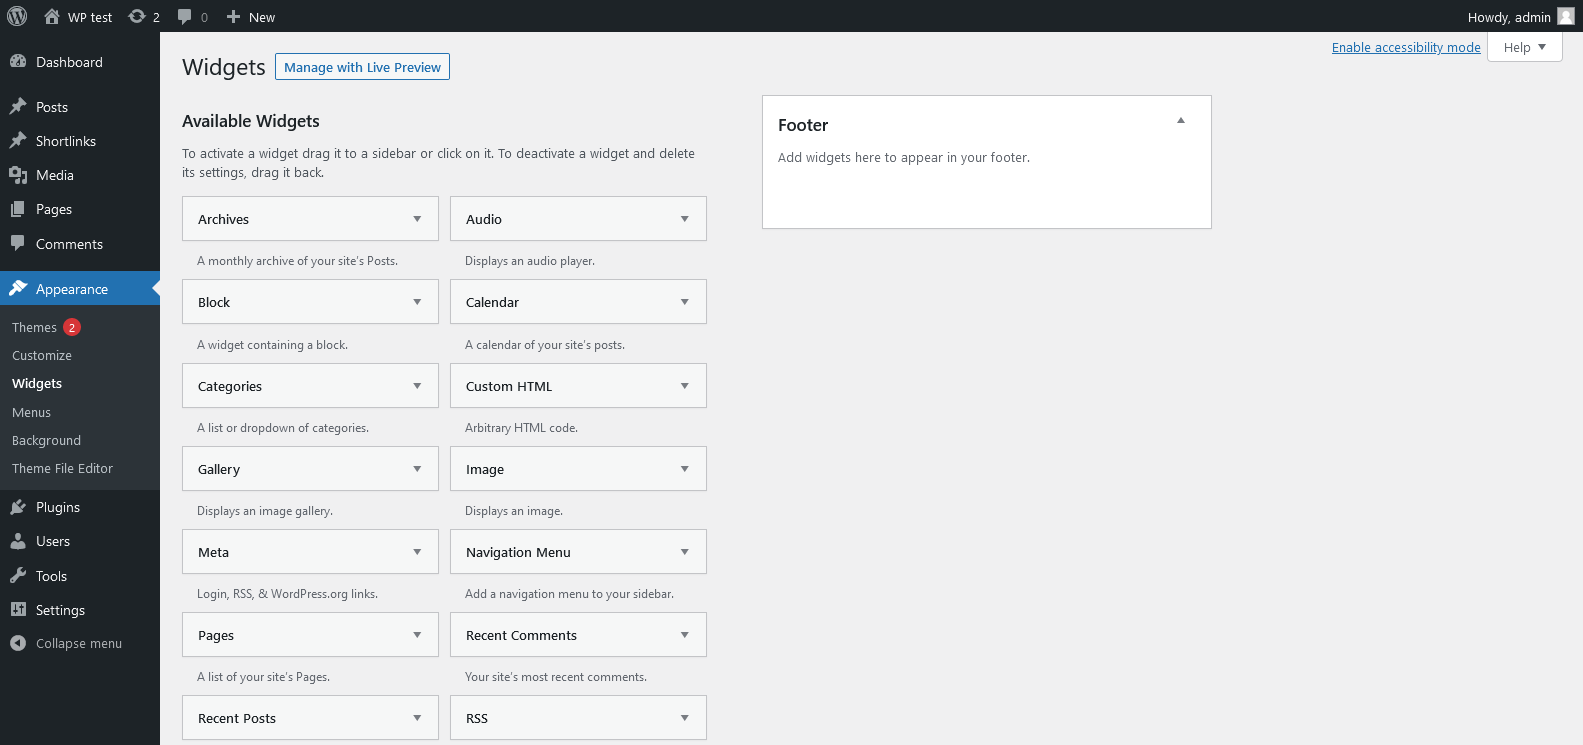 WP test 2 0 New
Howdy, admin
Dashboard
Posts
Shortlinks
Media
Pages
Comments
Appearance
Themes 2
Customize
Widgets
Menus
Background
Theme File Editor
Plugins
Users
Tools
Settings
Collapse menu
Enable accessibility mode
Help
Widgets
Manage with Live Preview
Available Widgets
To activate a widget drag it to a sidebar or click on it. To deactivate a widget and delete
its settings, drag it back.
Archives
A monthly archive of your site's Posts.
Audio
Displays an audio player.
Block
A widget containing a block.
Calendar
A calendar of your site's posts.
Categories
A list or dropdown of categories.
Custom HTML
Arbitrary HTML code.
Gallery
Displays an image gallery.
Image
Displays an image.
Meta
Login, RSS, & WordPress.org links.
Navigation Menu
Add a navigation menu to your sidebar.
Pages
A list of your site's Pages.
Recent Comments
Your site's most recent comments.
Recent Posts
RSS
Footer
Add widgets here to appear in your footer.